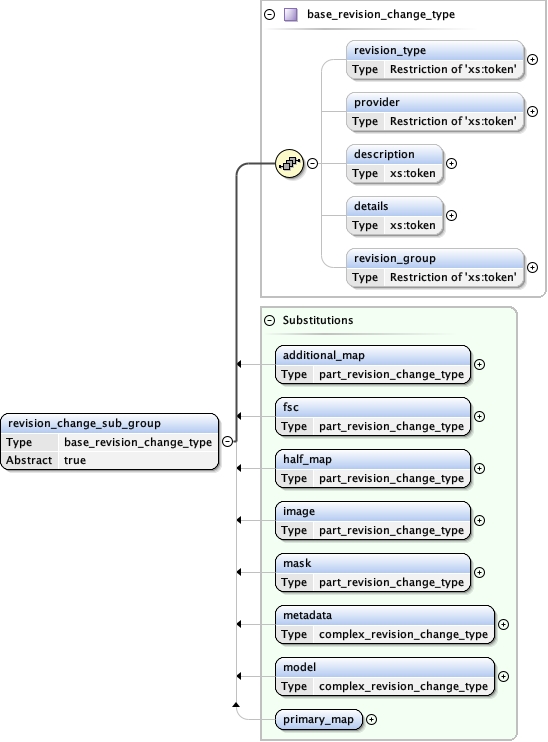 base_revision_change_type
revision_type
Type Restriction of 'xs:token'
provider
Type Restriction of 'xs:token'
description
Type xs:token
details
Type xs:token
revision_group
Type Restriction of 'xs:token'
Substitutions
additional_map
Type part_revision_change_type
fsc
Type part_revision_change_type
revision_change_sub_group
Type base_revision_change_type
Abstract true
half_map
Type part_revision_change_type
image
Type part_revision_change_type
mask
Type part_revision_change_type
metadata
Type complex_revision_change_type
model
Type complex_revision_change_type
primary_map